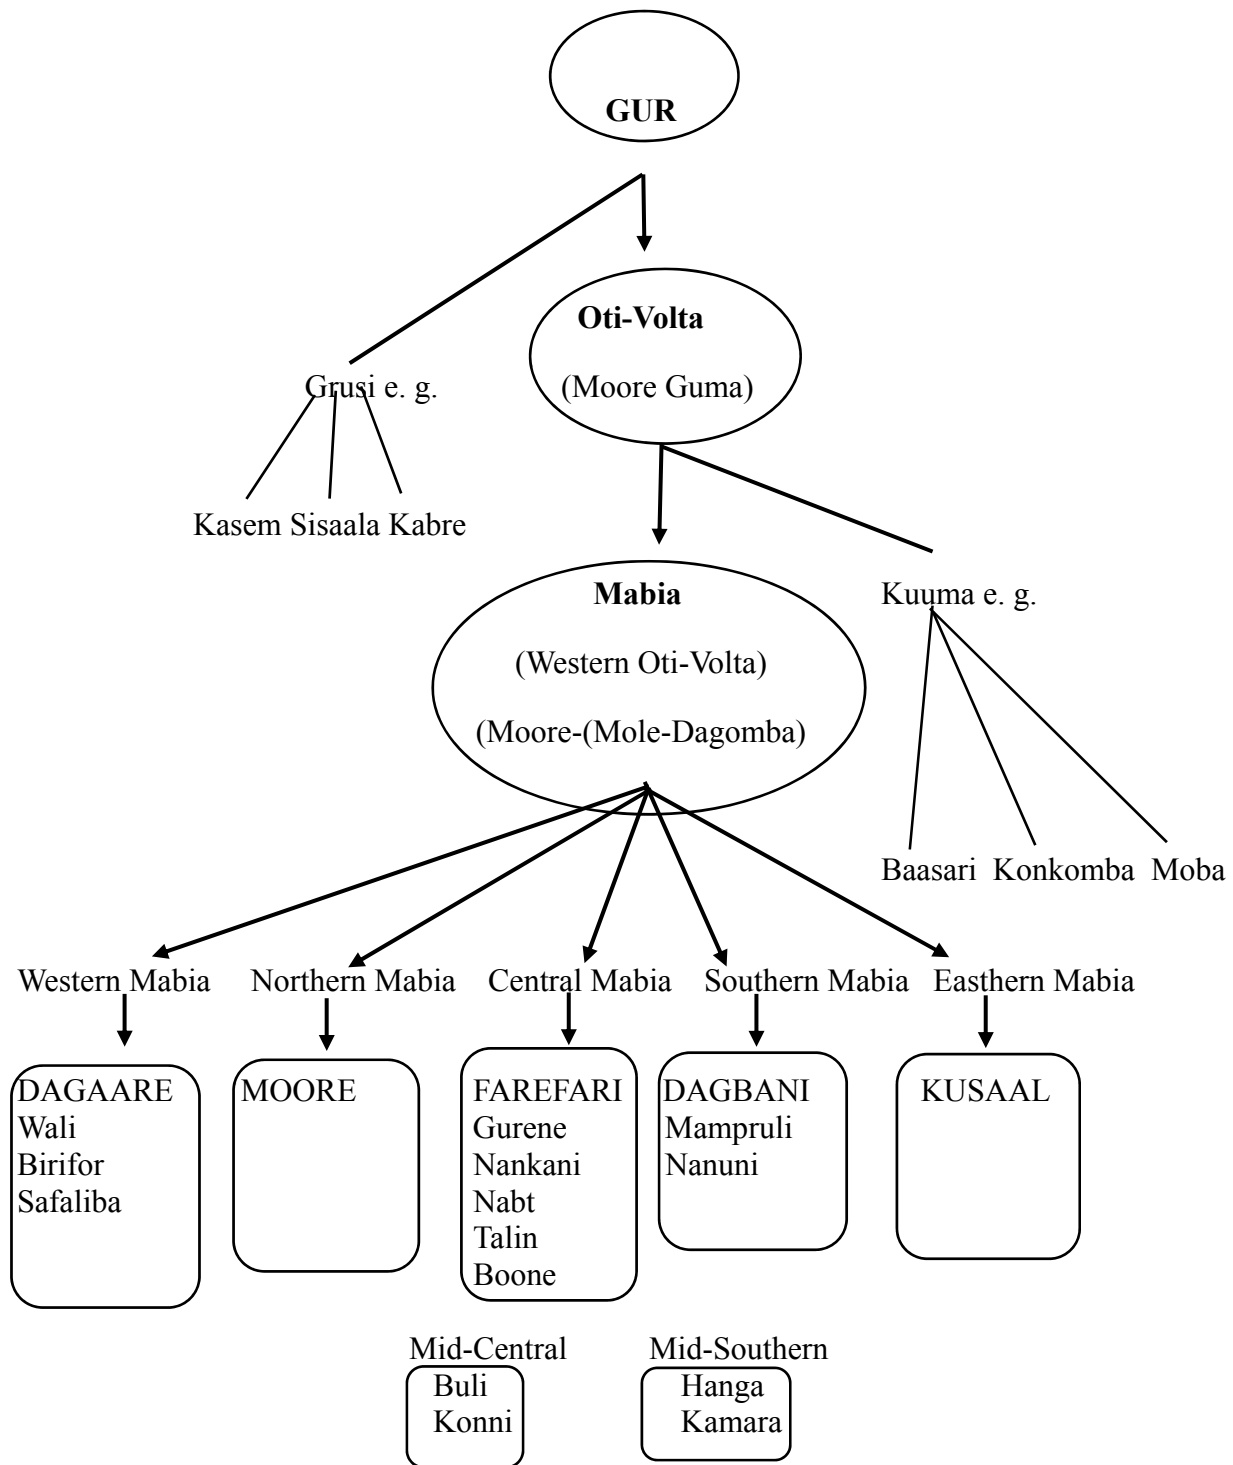 GUR
Oti-Volta
(Moore Guma)
Grusi e. g.
Kasem Sisaala Kabre
Mabia
(Western Oti-Volta)
(Moore-(Mole-Dagomba)
Kuuma e. g.
Baasari Konkomba Moba
Western Mabia Northern Mabia Central Mabia Southern Mabia Easthern Mabia
DAGAARE
Wali
Birifor
Safaliba
MOORE
FAREFARI
Gurene
Nankani
Nabt
Talin
Boone
DAGBANI
Mampruli
Nanuni
KUSAAL
Mid-Central
Buli
Konni
Mid-Southern
Hanga
Kamara